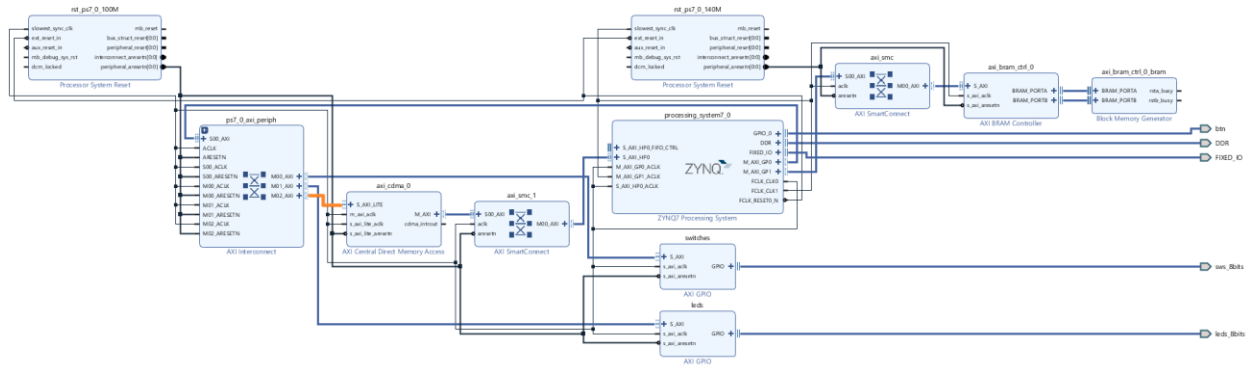 rst_ps7_0_100M
slowest_sync_clk
ext_reset_in
aux_reset_in
mb_debug_sys_rst
dcm_locked
mb_reset
bus_struct_reset[0:0]
peripheral_reset[0:0]
interconnect_aresetn[0:0]
peripheral_aresetn[0:0]
Processor System Reset
rst_ps7_0_140M
slowest_sync_clk
ext_reset_in
aux_reset_in
mb_debug_sys_rst
dcm_locked
mb_reset
bus_struct_reset[0:0]
peripheral_reset[0:0]
interconnect_aresetn[0:0]
peripheral_aresetn[0:0]
Processor System Reset
axi_smc
S00_AXI
aclk
aresetn
M00_AXI
AXI SmartConnect
axi_bram_ctrl_0
S_AXI
s_axi_aclk
s_axi_aresetn
BRAM_PORTA
BRAM_PORTB
AXI BRAM Controller
axi_bram_ctrl_0_bram
BRAM_PORTA
BRAM_PORTB
rsta_busy
rstb_busy
Block Memory Generator
ps7_0_axi_periph
S00_AXI
ACLK
ARESETN
S00_ACLK
S00_ARESETN
M00_ACLK
M00_ARESETN
M01_ACLK
M01_ARESETN
M02_ACLK
M02_ARESETN
M00_AXI
M01_AXI
M02_AXI
AXI Interconnect
axi_cdma_0
S_AXI_LITE
m_axi_aclk
s_axi_lite_aclk
s_axi_lite_aresetn
M_AXI
cdma_introut
AXI Central Direct Memory Access
axi_smc_1
S00_AXI
aclk
aresetn
M00_AXI
AXI SmartConnect
processing_system7_0
S_AXI_HP0_FIFO_CTRL
S_AXI_HP0
M_AXI_GP0_ACLK
M_AXI_GP1_ACLK
S_AXI_HP0_ACLK
ZYNQ
GPIO_0
DDR
FIXED_IO
M_AXI_GP0
M_AXI_GP1
FCLK_CLK0
FCLK_CLK1
FCLK_RESET0_N
ZYNQ7 Processing System
btn
DDR
FIXED_IO
switches
S_AXI
s_axi_aclk
s_axi_aresetn
GPIO
AXI GPIO
sws_8bits
leds
S_AXI
s_axi_aclk
s_axi_aresetn
GPIO
AXI GPIO
leds_8bits